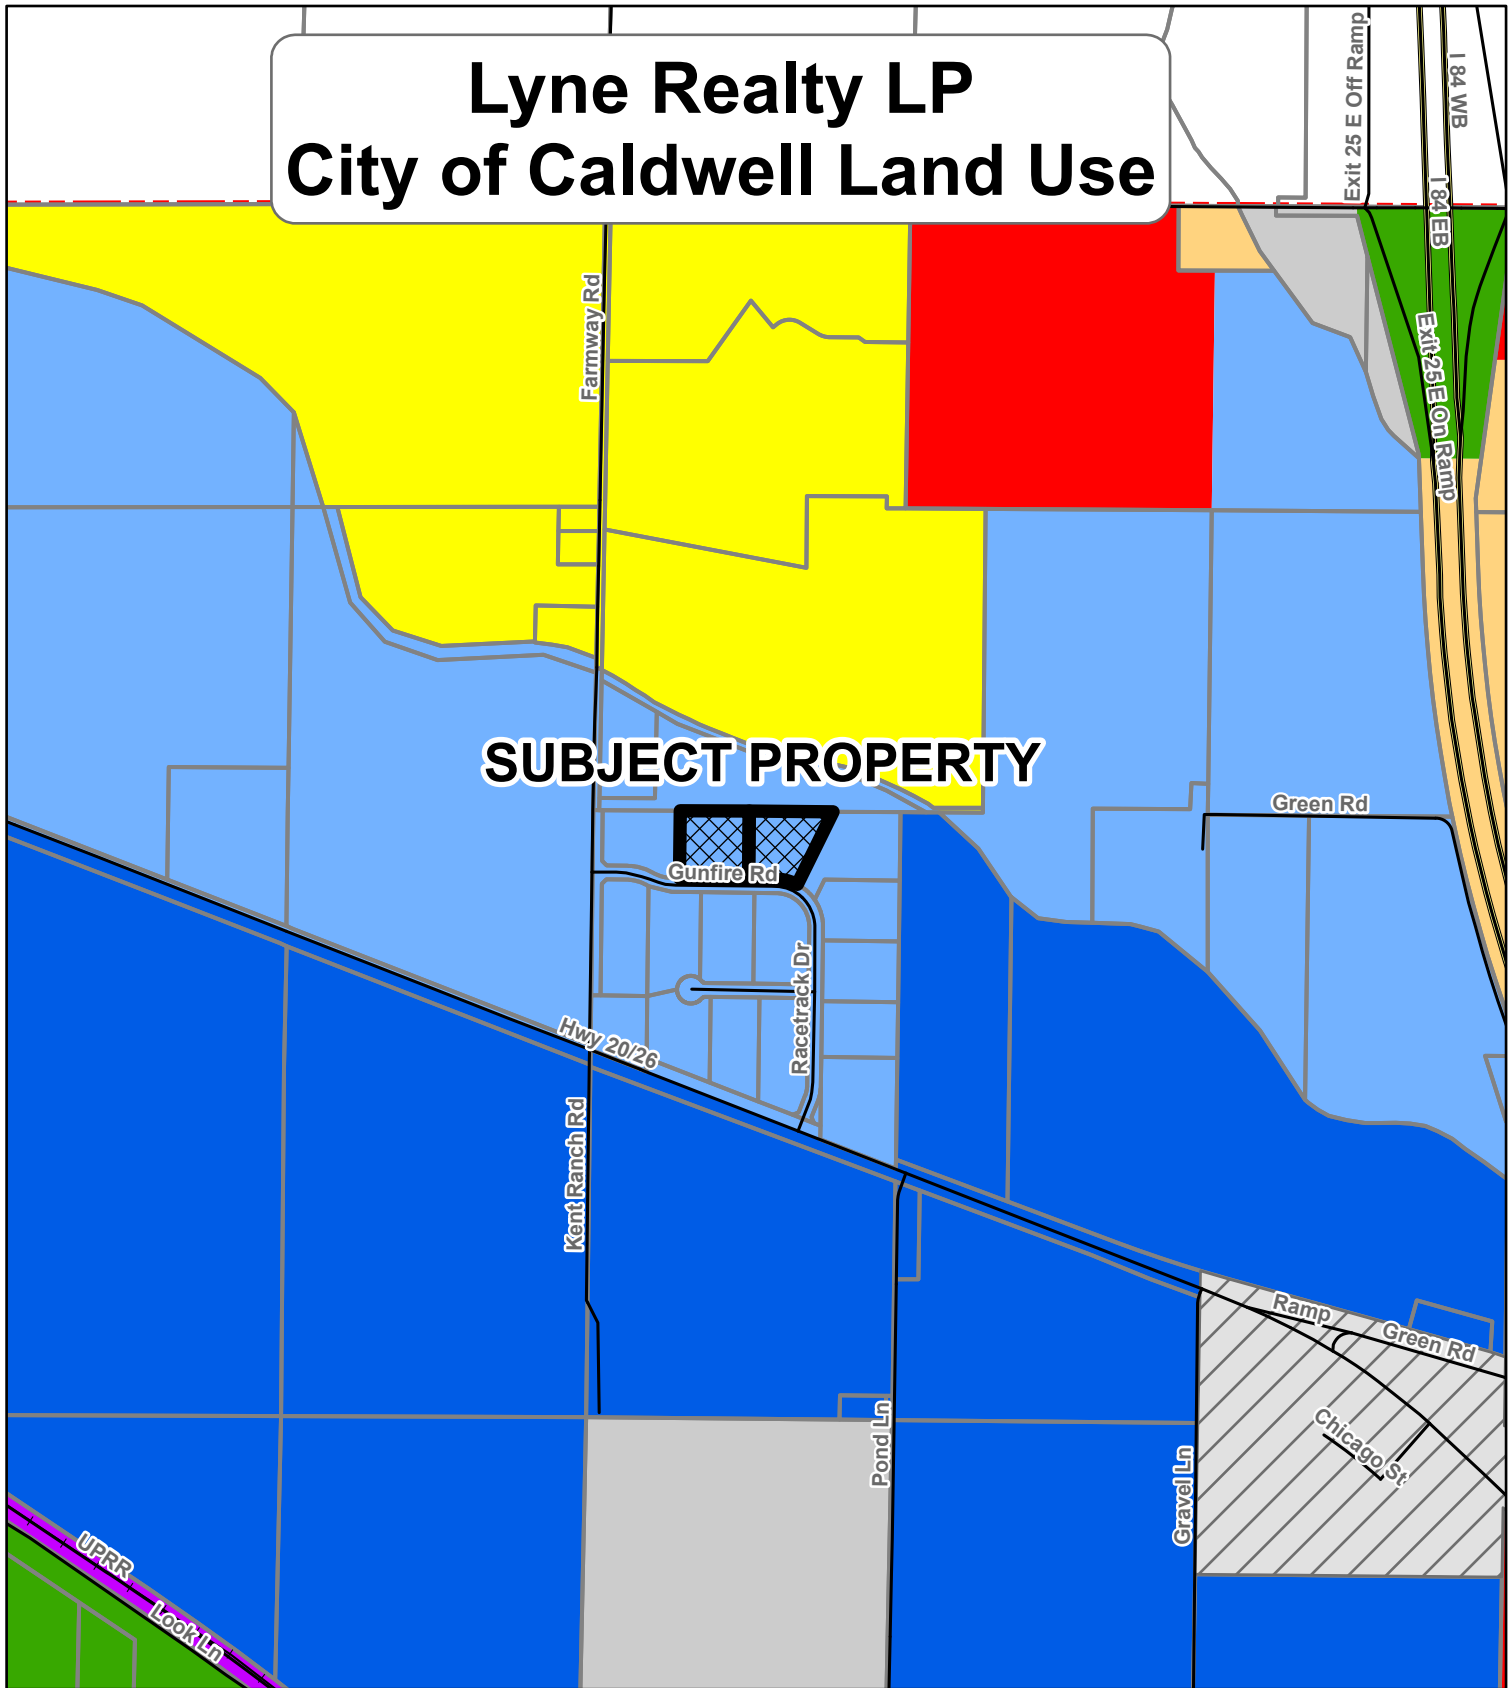 Lyne Realty LP
City of Caldwell Land Use
Exit 25 E Off Ramp
I 84 WB
I 84 EB
Farmway Rd
Exit 25 E On Ramp
SUBJECT PROPERTY
Green Rd
Gunfire Rd
Racetrack Dr
Hwy 20/26
Kent Ranch Rd
Ramp
Green Rd
Pond Ln
Chicago St
Gravel Ln
UPRR
Look Ln